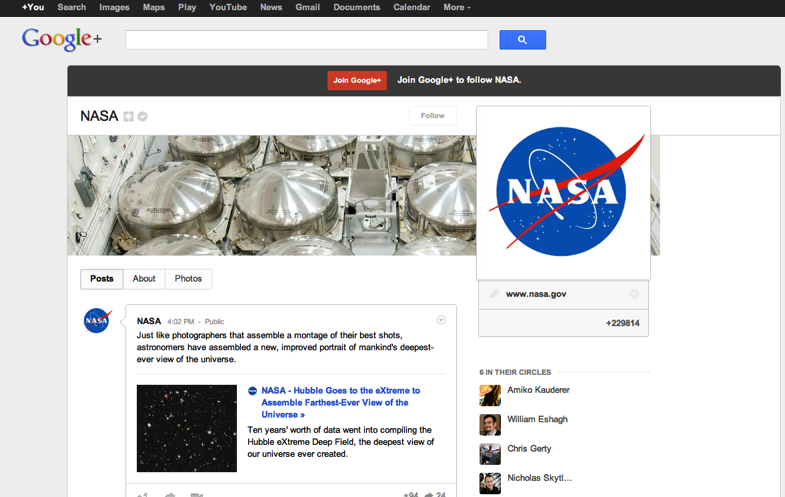 +You Search Images Maps Play YouTube News Gmail Documents Calendar More
Google+
Join Google+ Join Google+ to follow NASA.
NASA
Follow
NASA
Posts About Photos
www.nasa.gov
+229814
NASA
NASA 4:02 PM - Public
Just like photographers that assemble a montage of their best shots,
astronomers have assembled a new, improved portrait of mankind's deepest-
ever view of the universe.
NASA - Hubble Goes to the eXtreme to
Assemble Farthest-Ever View of the
Universe »
Ten years' worth of data went into compiling the
Hubble eXtreme Deep Field, the deepest view of
our universe ever created.
+94 24
6 IN THEIR CIRCLES
Amiko Kauderer
William Eshagh
Chris Gerty
Nicholas Skytl...